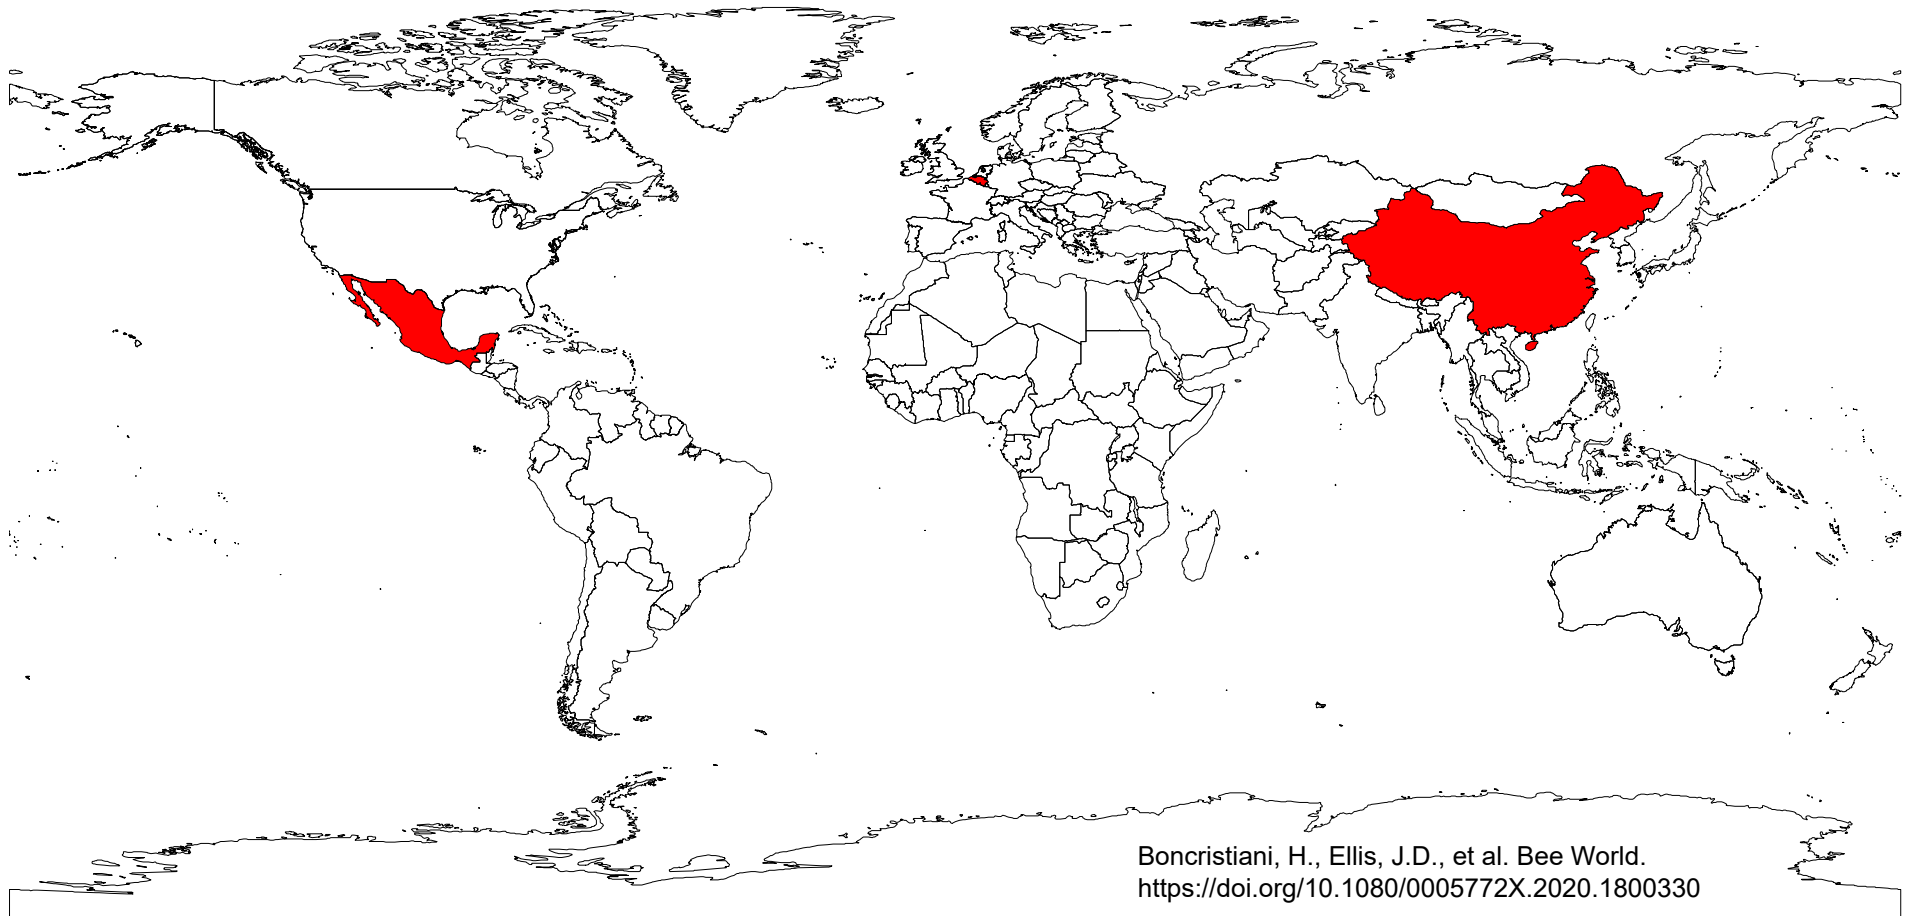 Boncristiani, H., Ellis, J.D., et al. Bee World.
https://doi.org/10.1080/0005772X.2020.1800330